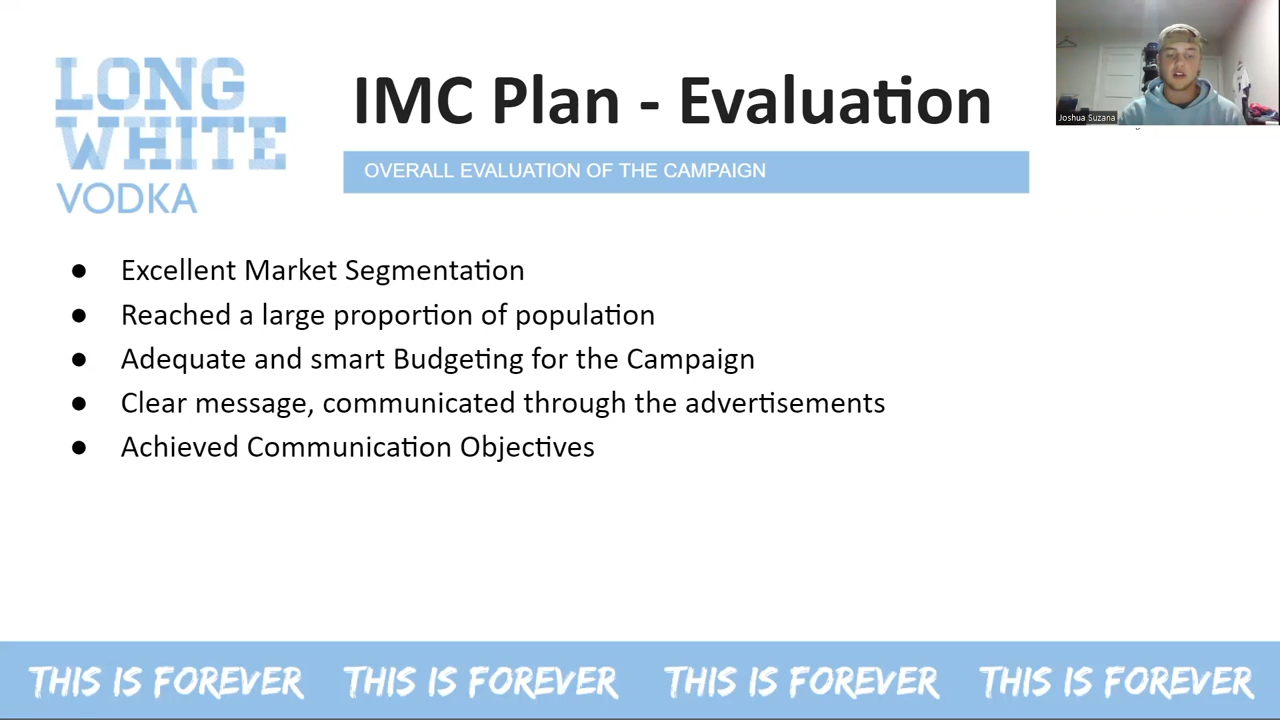 LONG
WHITE
VODKA
IMC Plan - Evaluation
OVERALL EVALUATION OF THE CAMPAIGN
Joshua Suzana
● Excellent Market Segmentation
● Reached a large proportion of population
● Adequate and smart Budgeting for the Campaign
● Clear message, communicated through the advertisements
● Achieved Communication Objectives
THIS IS FOREVER THIS IS FOREVER THIS IS FOREVER THIS IS FOREVER